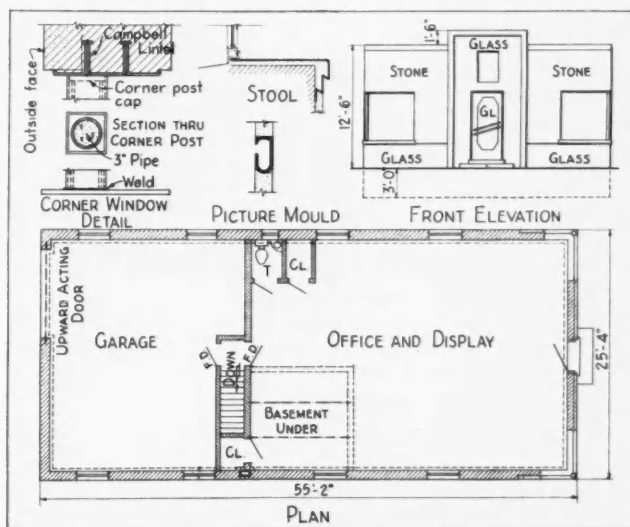 Campbell
Lintel
Corner post
cap
Outside face
SECTION THRU
CORNER POST
3" Pipe
Weld
CORNER WINDOW
DETAIL
STOOL
PICTURE MOULD
1'-6"
GLASS
STONE
STONE
GL
12'-6"
GLASS
GLASS
3'-0"
FRONT ELEVATION
UPWARD ACTING
DOOR
GARAGE
T
CL.
OFFICE AND DISPLAY
F.D.
DOWN
F.D.
BASEMENT
UNDER
CL.
25'-4"
55'-2"
PLAN